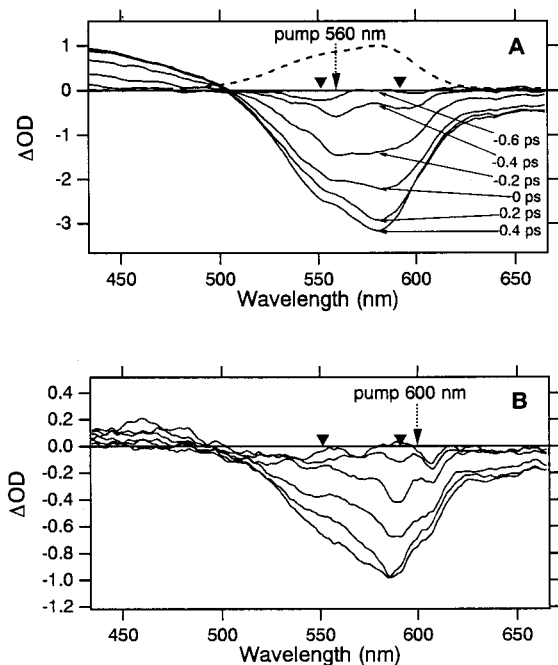 pump 560 nm
A
1
0
-1
-2
-3
ΔOD
-0.6 ps
-0.4 ps
-0.2 ps
0 ps
0.2 ps
0.4 ps
450
500
550
600
650
Wavelength (nm)
pump 600 nm
B
0.4
0.2
0.0
-0.2
-0.4
-0.6
-0.8
-1.0
-1.2
ΔOD
450
500
550
600
650
Wavelength (nm)